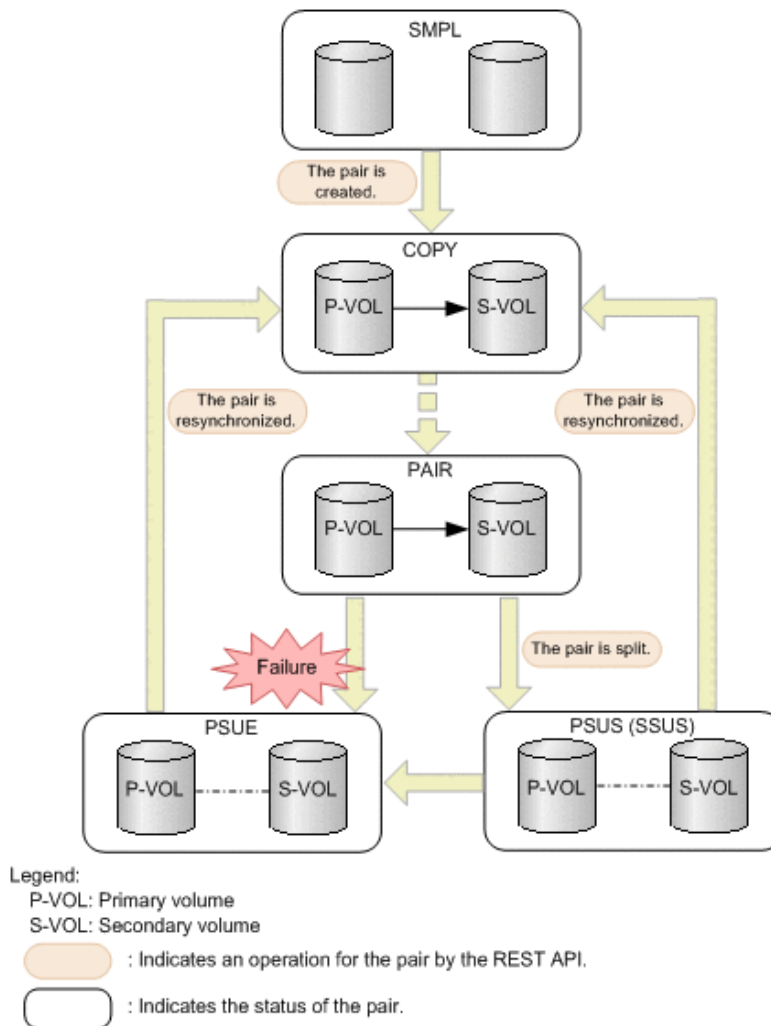 SMPL
The pair is
created.
COPY
P-VOL
S-VOL
The pair is
resynchronized.
The pair is
resynchronized.
PAIR
P-VOL
S-VOL
Failure
The pair is split.
PSUE
P-VOL
S-VOL
PSUS (SSUS)
P-VOL
S-VOL
Legend:
P-VOL: Primary volume
S-VOL: Secondary volume
: Indicates an operation for the pair by the REST API.
: Indicates the status of the pair.